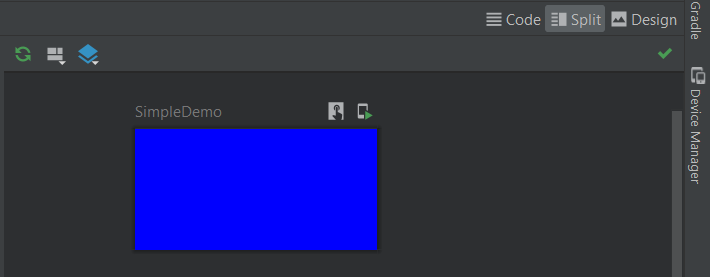 Code Split Design
SimpleDemo
Gradle
Device Manager